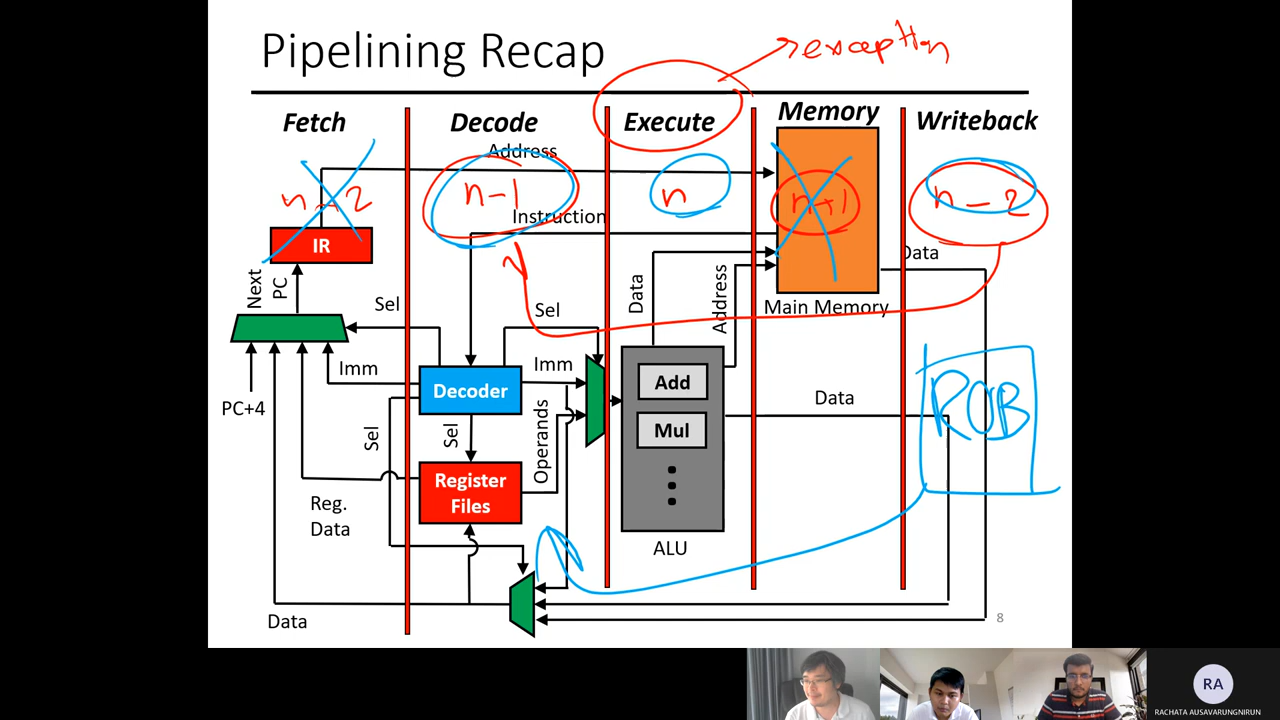 Pipelining Recap
exception
Fetch
Decode
Execute
Memory
Writeback
Address
n-2
n-1
n
n+1
n-2
Instruction
IR
Data
Next
PC
Sel
Sel
Data
Address
Main Memory
Imm
Imm
Decoder
Add
Data
ROB
PC+4
Mul
Sel
Sel
Operands
Register
Files
Reg.
Data
ALU
Data
8
RA
RACHATA AUSAVARUNGNIRUN